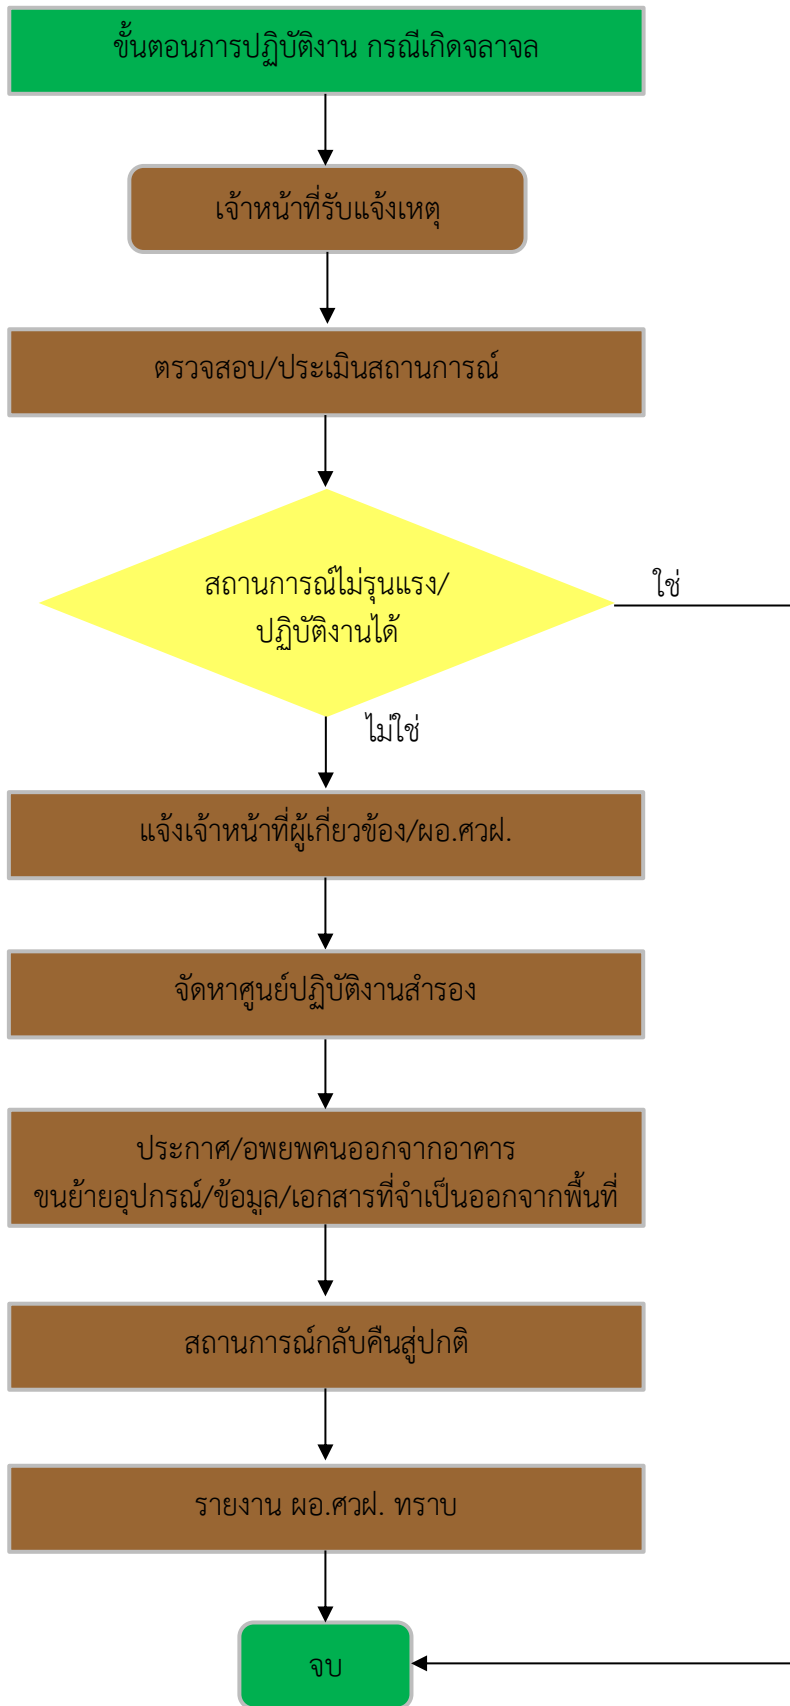 ขั้นตอนการปฏิบัติงาน กรณีเกิดจลาจล
เจ้าหน้าที่รับแจ้งเหตุ
ตรวจสอบ/ประเมินสถานการณ์
สถานการณ์ไม่รุนแรง/
ปฏิบัติงานได้
ใช่
ไม่ใช่
แจ้งเจ้าหน้าที่ผู้เกี่ยวข้อง/ผอ.ศวฝ.
จัดหาศูนย์ปฏิบัติงานสำรอง
ประกาศ/อพยพคนออกจากอาคาร
ขนย้ายอุปกรณ์/ข้อมูล/เอกสารที่จำเป็นออกจากพื้นที่
สถานการณ์กลับคืนสู่ปกติ
รายงาน ผอ.ศวฝ. ทราบ
จบ